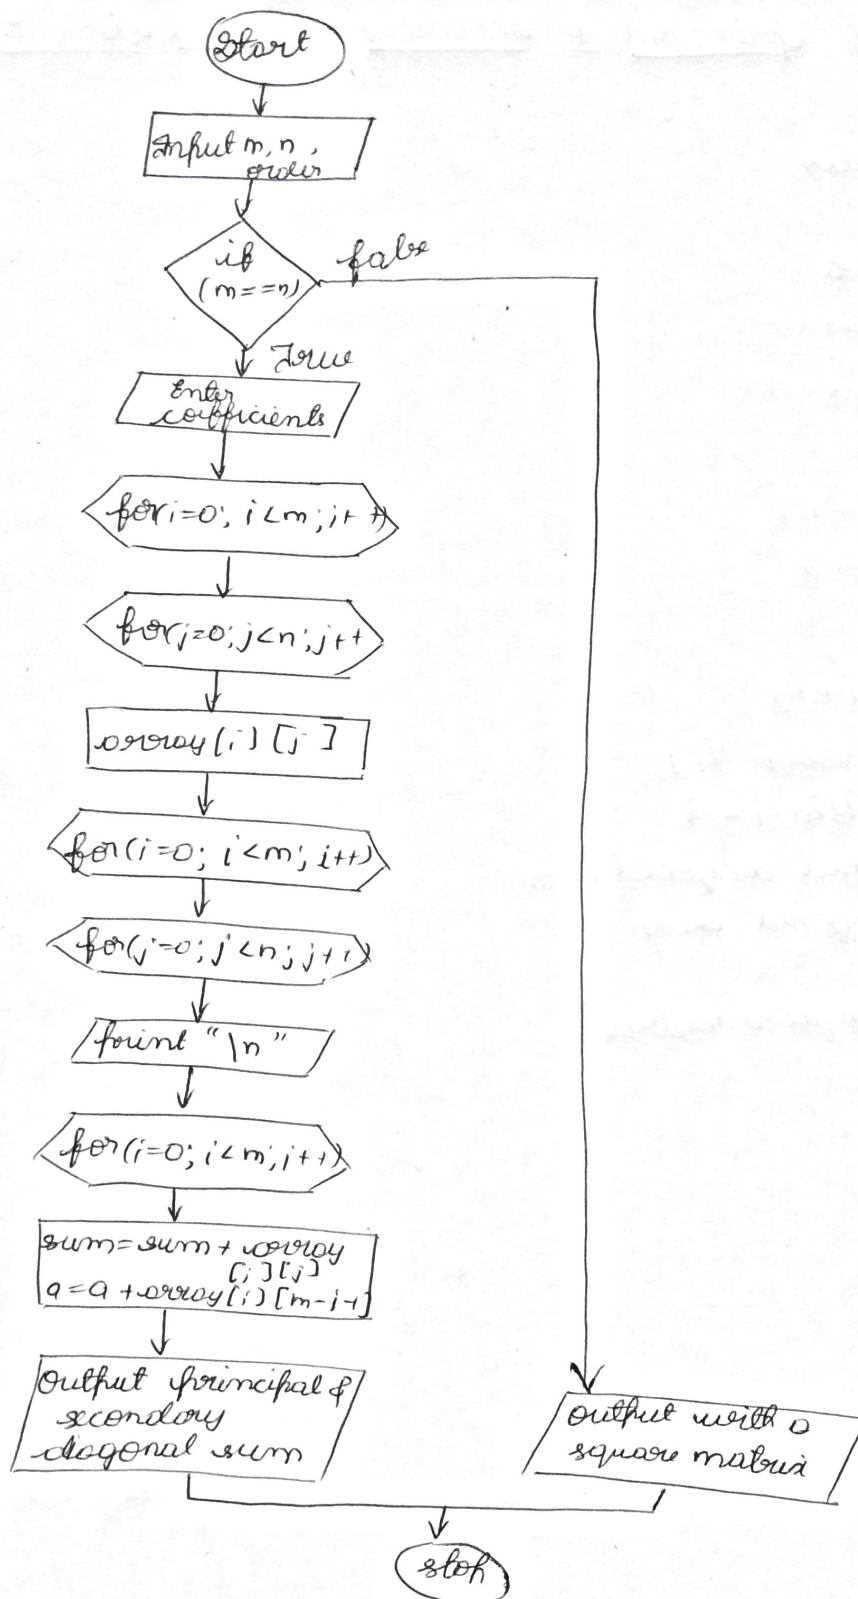 Start
Input m, n,
order
if
(m==n)
false
True
Enter
coefficients
for i=0; i<m; i++)
for j=0; j<n; j++
array[i][j]
for(i=0; i<m; i++)
for(j=0; j<n; j++)
print "\n"
for(i=0; i<m; i++)
sum=sum+array
[i][j]
a=a+array[i][m-i-1]
output principal &
secondary
diagonal sum
output with a
square matrix
stop